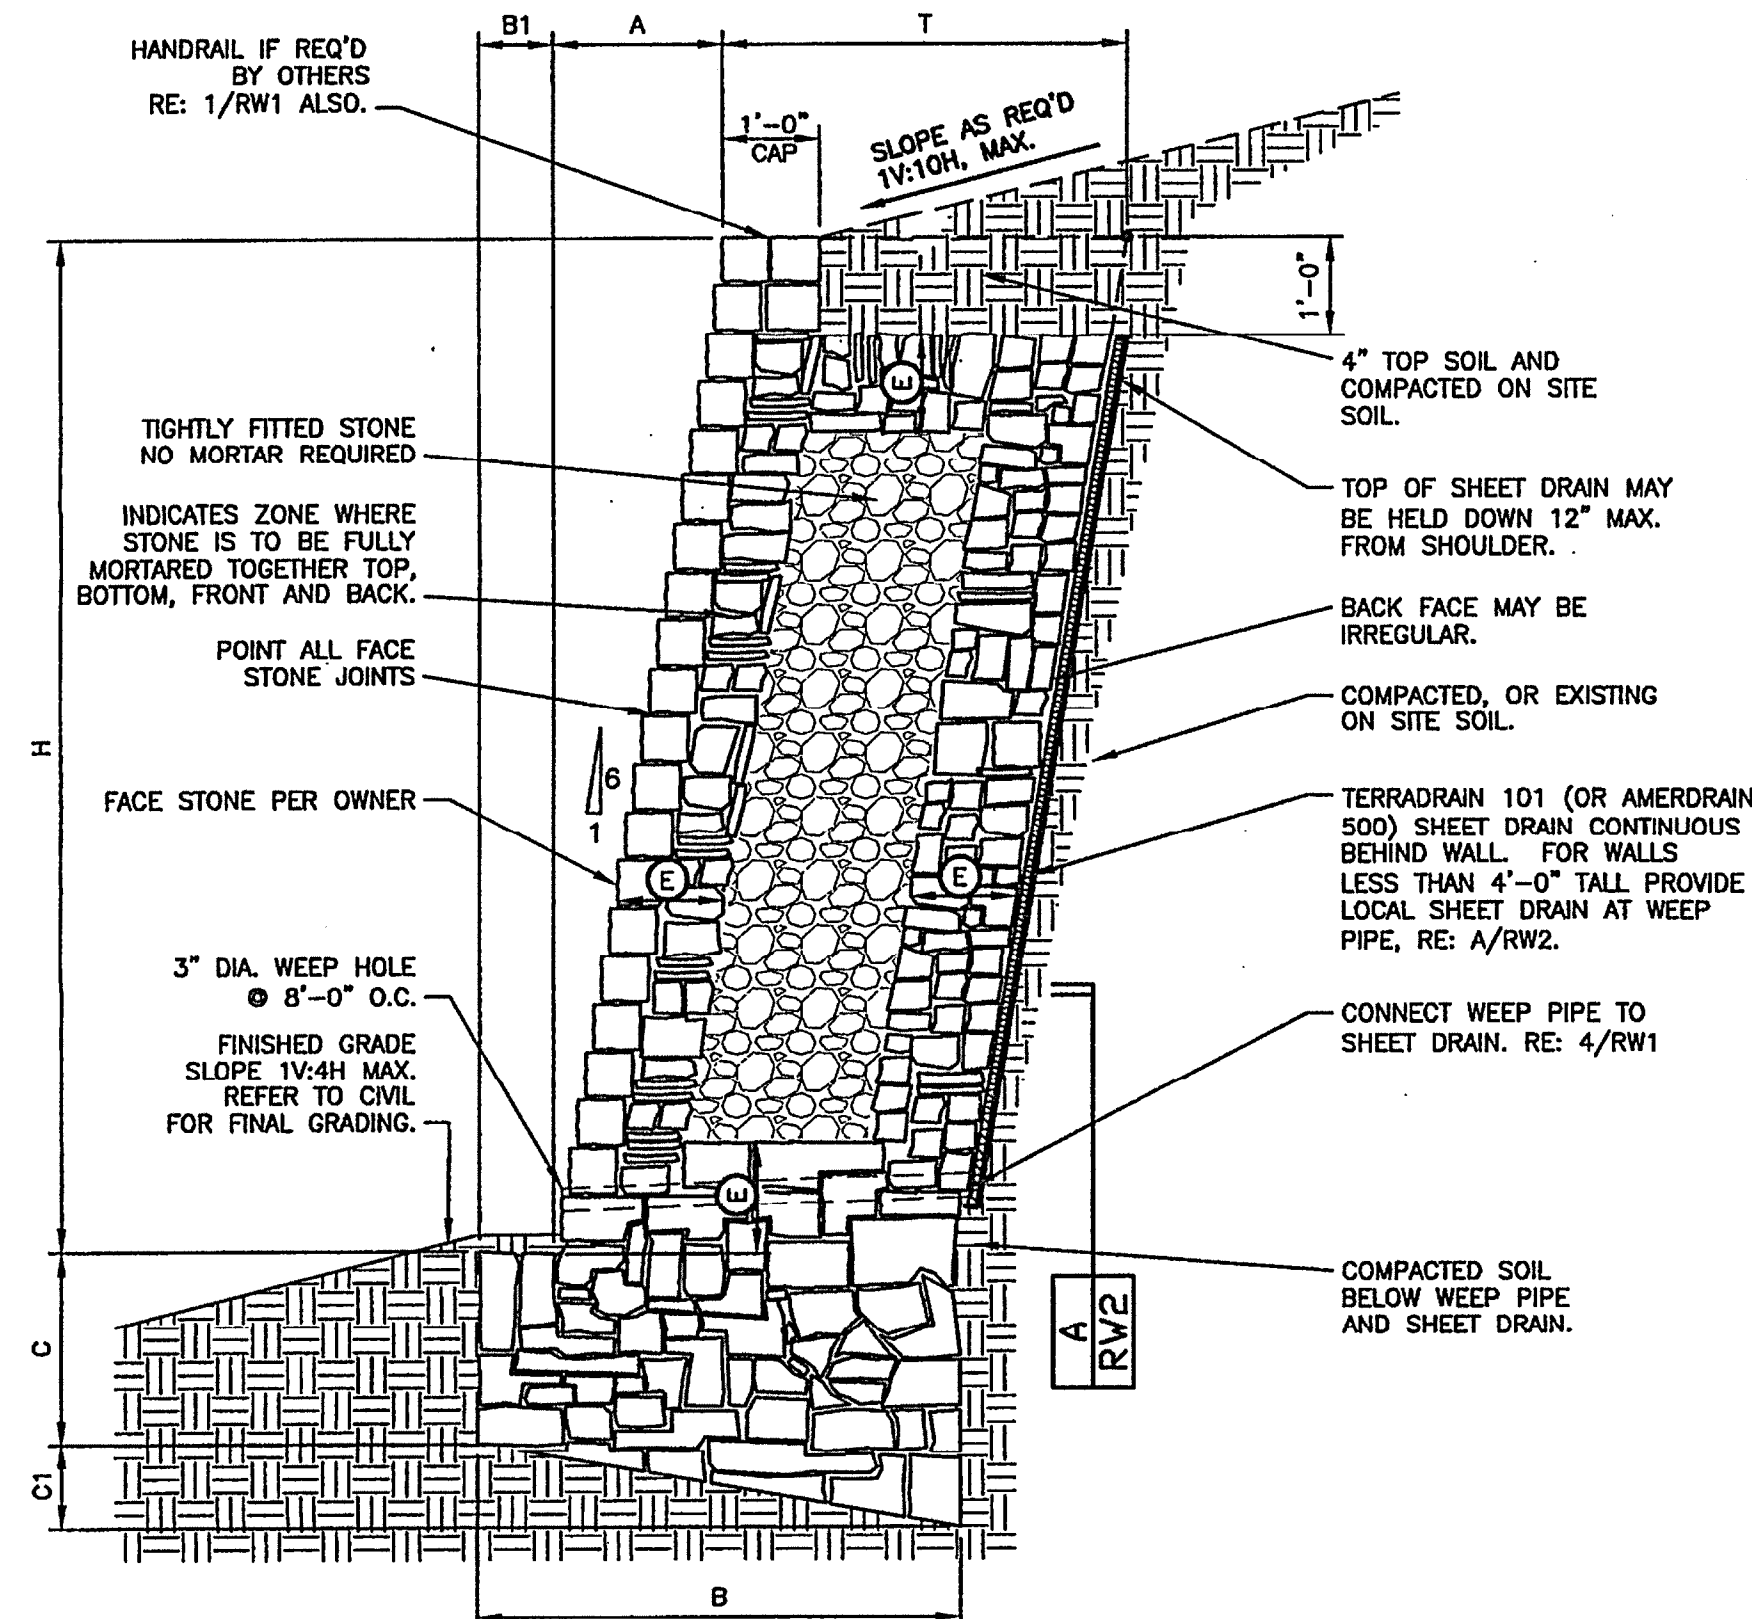 B1
A
T
HANDRAIL IF REQ'D
BY OTHERS
RE: 1/RW1 ALSO.
1'-0"
CAP
SLOPE AS REQ'D
1V:10H, MAX.
1'-0"
4" TOP SOIL AND
COMPACTED ON SITE
SOIL.
E
TIGHTLY FITTED STONE
NO MORTAR REQUIRED
TOP OF SHEET DRAIN MAY
BE HELD DOWN 12" MAX.
FROM SHOULDER.
INDICATES ZONE WHERE
STONE IS TO BE FULLY
MORTARED TOGETHER TOP,
BOTTOM, FRONT AND BACK.
BACK FACE MAY BE
IRREGULAR.
POINT ALL FACE
STONE JOINTS
COMPACTED, OR EXISTING
ON SITE SOIL.
H
6
1
FACE STONE PER OWNER
TERRADRAIN 101 (OR AMERDRAIN
500) SHEET DRAIN CONTINUOUS
BEHIND WALL. FOR WALLS
LESS THAN 4'-0" TALL PROVIDE
LOCAL SHEET DRAIN AT WEEP
PIPE, RE: A/RW2.
E
E
3" DIA. WEEP HOLE
@ 8'-0" O.C.
CONNECT WEEP PIPE TO
SHEET DRAIN. RE: 4/RW1
FINISHED GRADE
SLOPE 1V:4H MAX.
REFER TO CIVIL
FOR FINAL GRADING.
E
COMPACTED SOIL
BELOW WEEP PIPE
AND SHEET DRAIN.
A
RW2
C
C1
B